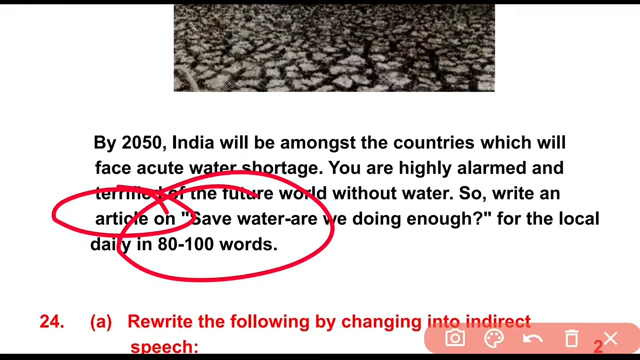 By 2050, India will be amongst the countries which will
face acute water shortage. You are highly alarmed and
terrified of the future world without water. So, write an
article on "Save water-are we doing enough?" for the local
daily in 80-100 words.
24. (a) Rewrite the following by changing into indirect
speech: 2